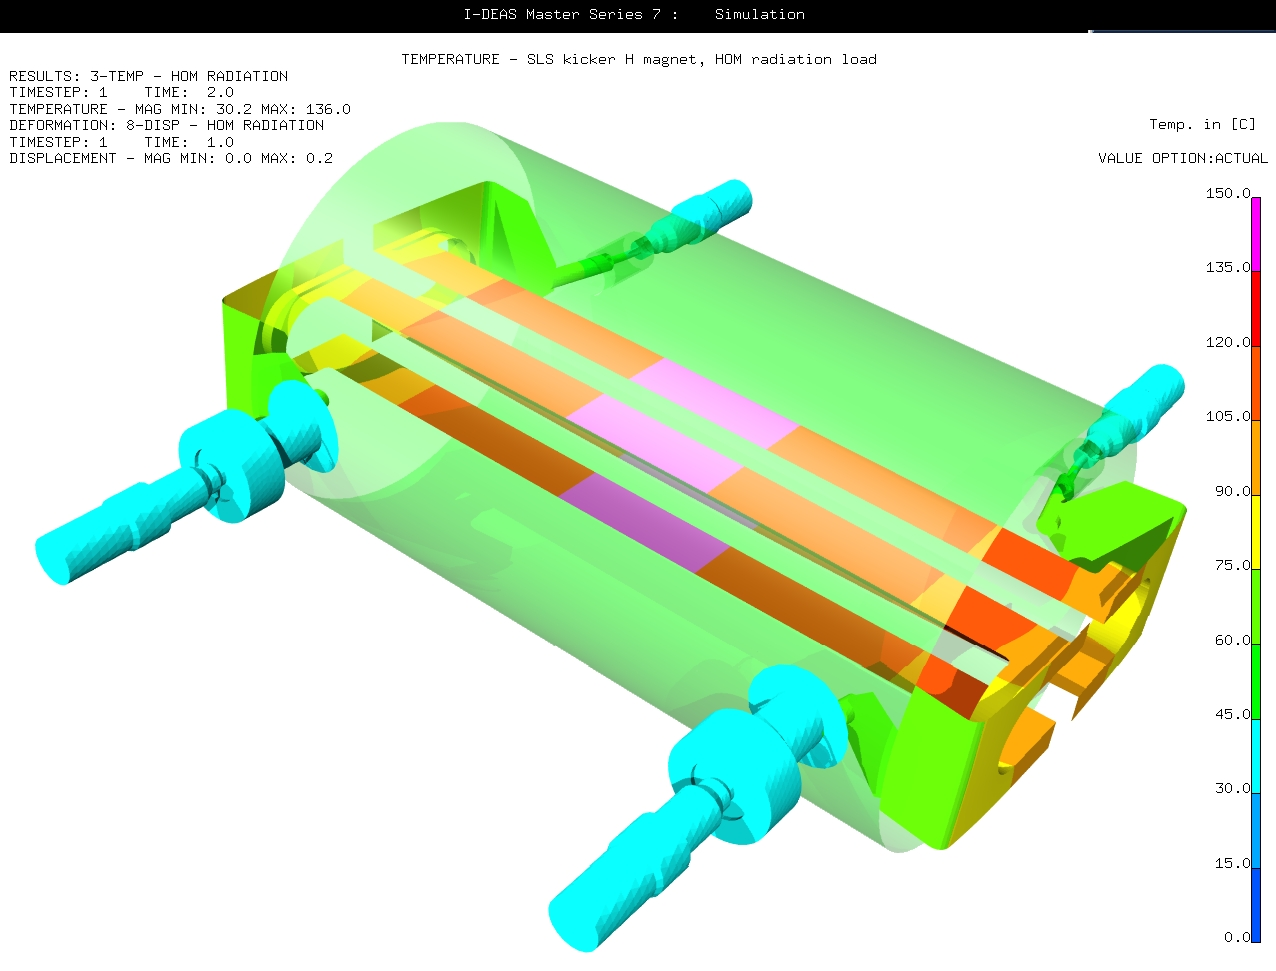 I-DEAS Master Series 7 :    Simulation
TEMPERATURE - SLS kicker H magnet, HOM radiation load
RESULTS: 3-TEMP - HOM RADIATION
TIMESTEP: 1    TIME:  2.0
TEMPERATURE - MAG MIN: 30.2 MAX: 136.0
DEFORMATION: 8-DISP - HOM RADIATION
TIMESTEP: 1    TIME:  1.0
DISPLACEMENT - MAG MIN: 0.0 MAX: 0.2
Temp. in [C]
VALUE OPTION:ACTUAL
150.0
135.0
120.0
105.0
90.0
75.0
60.0
45.0
30.0
15.0
0.0